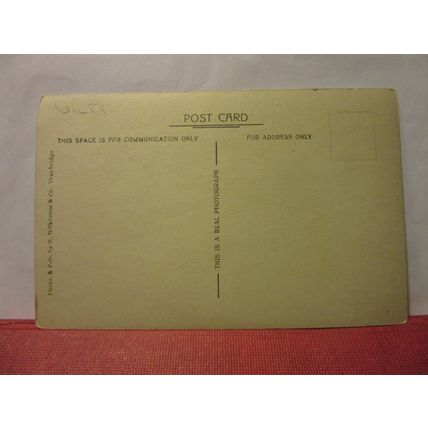 POST CARD
THIS SPACE IS FOR COMMUNICATION ONLY
FOR ADDRESS ONLY
THIS IS A REAL PHOTOGRAPH
Photo & Pub. by R. Wilkinson & Co. Trowbridge